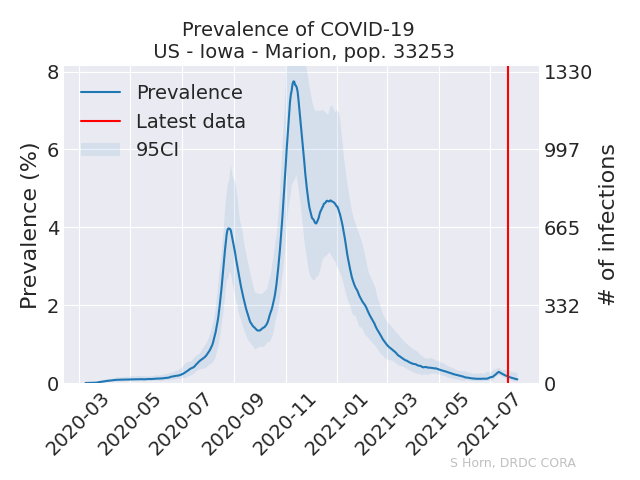 Prevalence of COVID-19
US - Iowa - Marion, pop. 33253
Prevalence (%)
8
6
4
2
0
Prevalence
Latest data
95CI
1330
997
665
332
0
# of infections
2020-03
2020-05
2020-07
2020-09
2020-11
2021-01
2021-03
2021-05
2021-07
S Horn, DRDC CORA